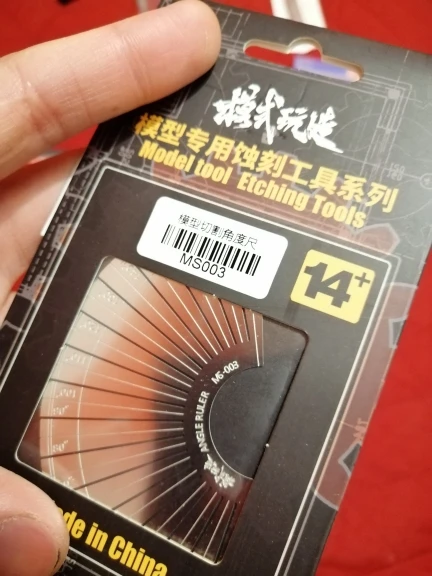 模式玩造
模型专用蚀刻工具系列
Model tool Etching Tools
模型切割角度尺
MS003
14+
MS-003
ANGLE RULER
de in China